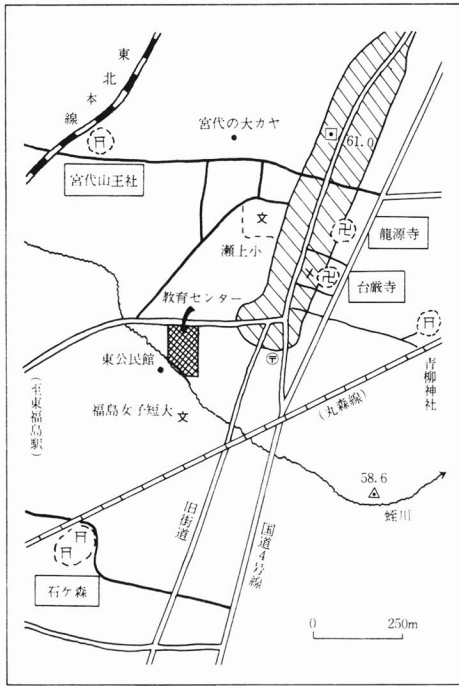 東北本線
宮代の大カヤ
61.0
宮代山王社
文
瀬上小
龍源寺
台厳寺
教育センター
東公民館
福島女子短大
文
(至東福島駅)
青柳神社
(丸森線)
58.6
蛭川
旧街道
国道4号線
石ケ森
0 250m